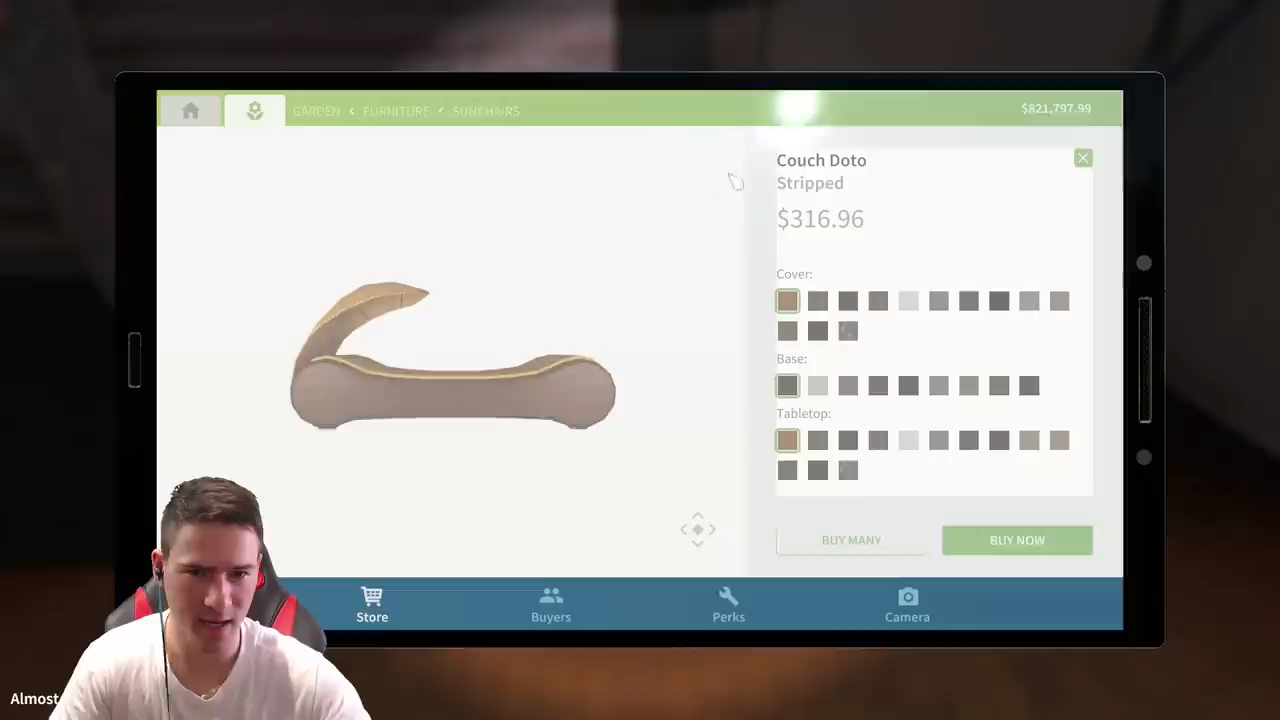 GARDEN < FURNITURE < SUNCHAIRS
$821,797.99
Couch Doto
Stripped
$316.96
Cover:
Base:
Tabletop:
BUY MANY
BUY NOW
Store
Buyers
Perks
Camera
Almost